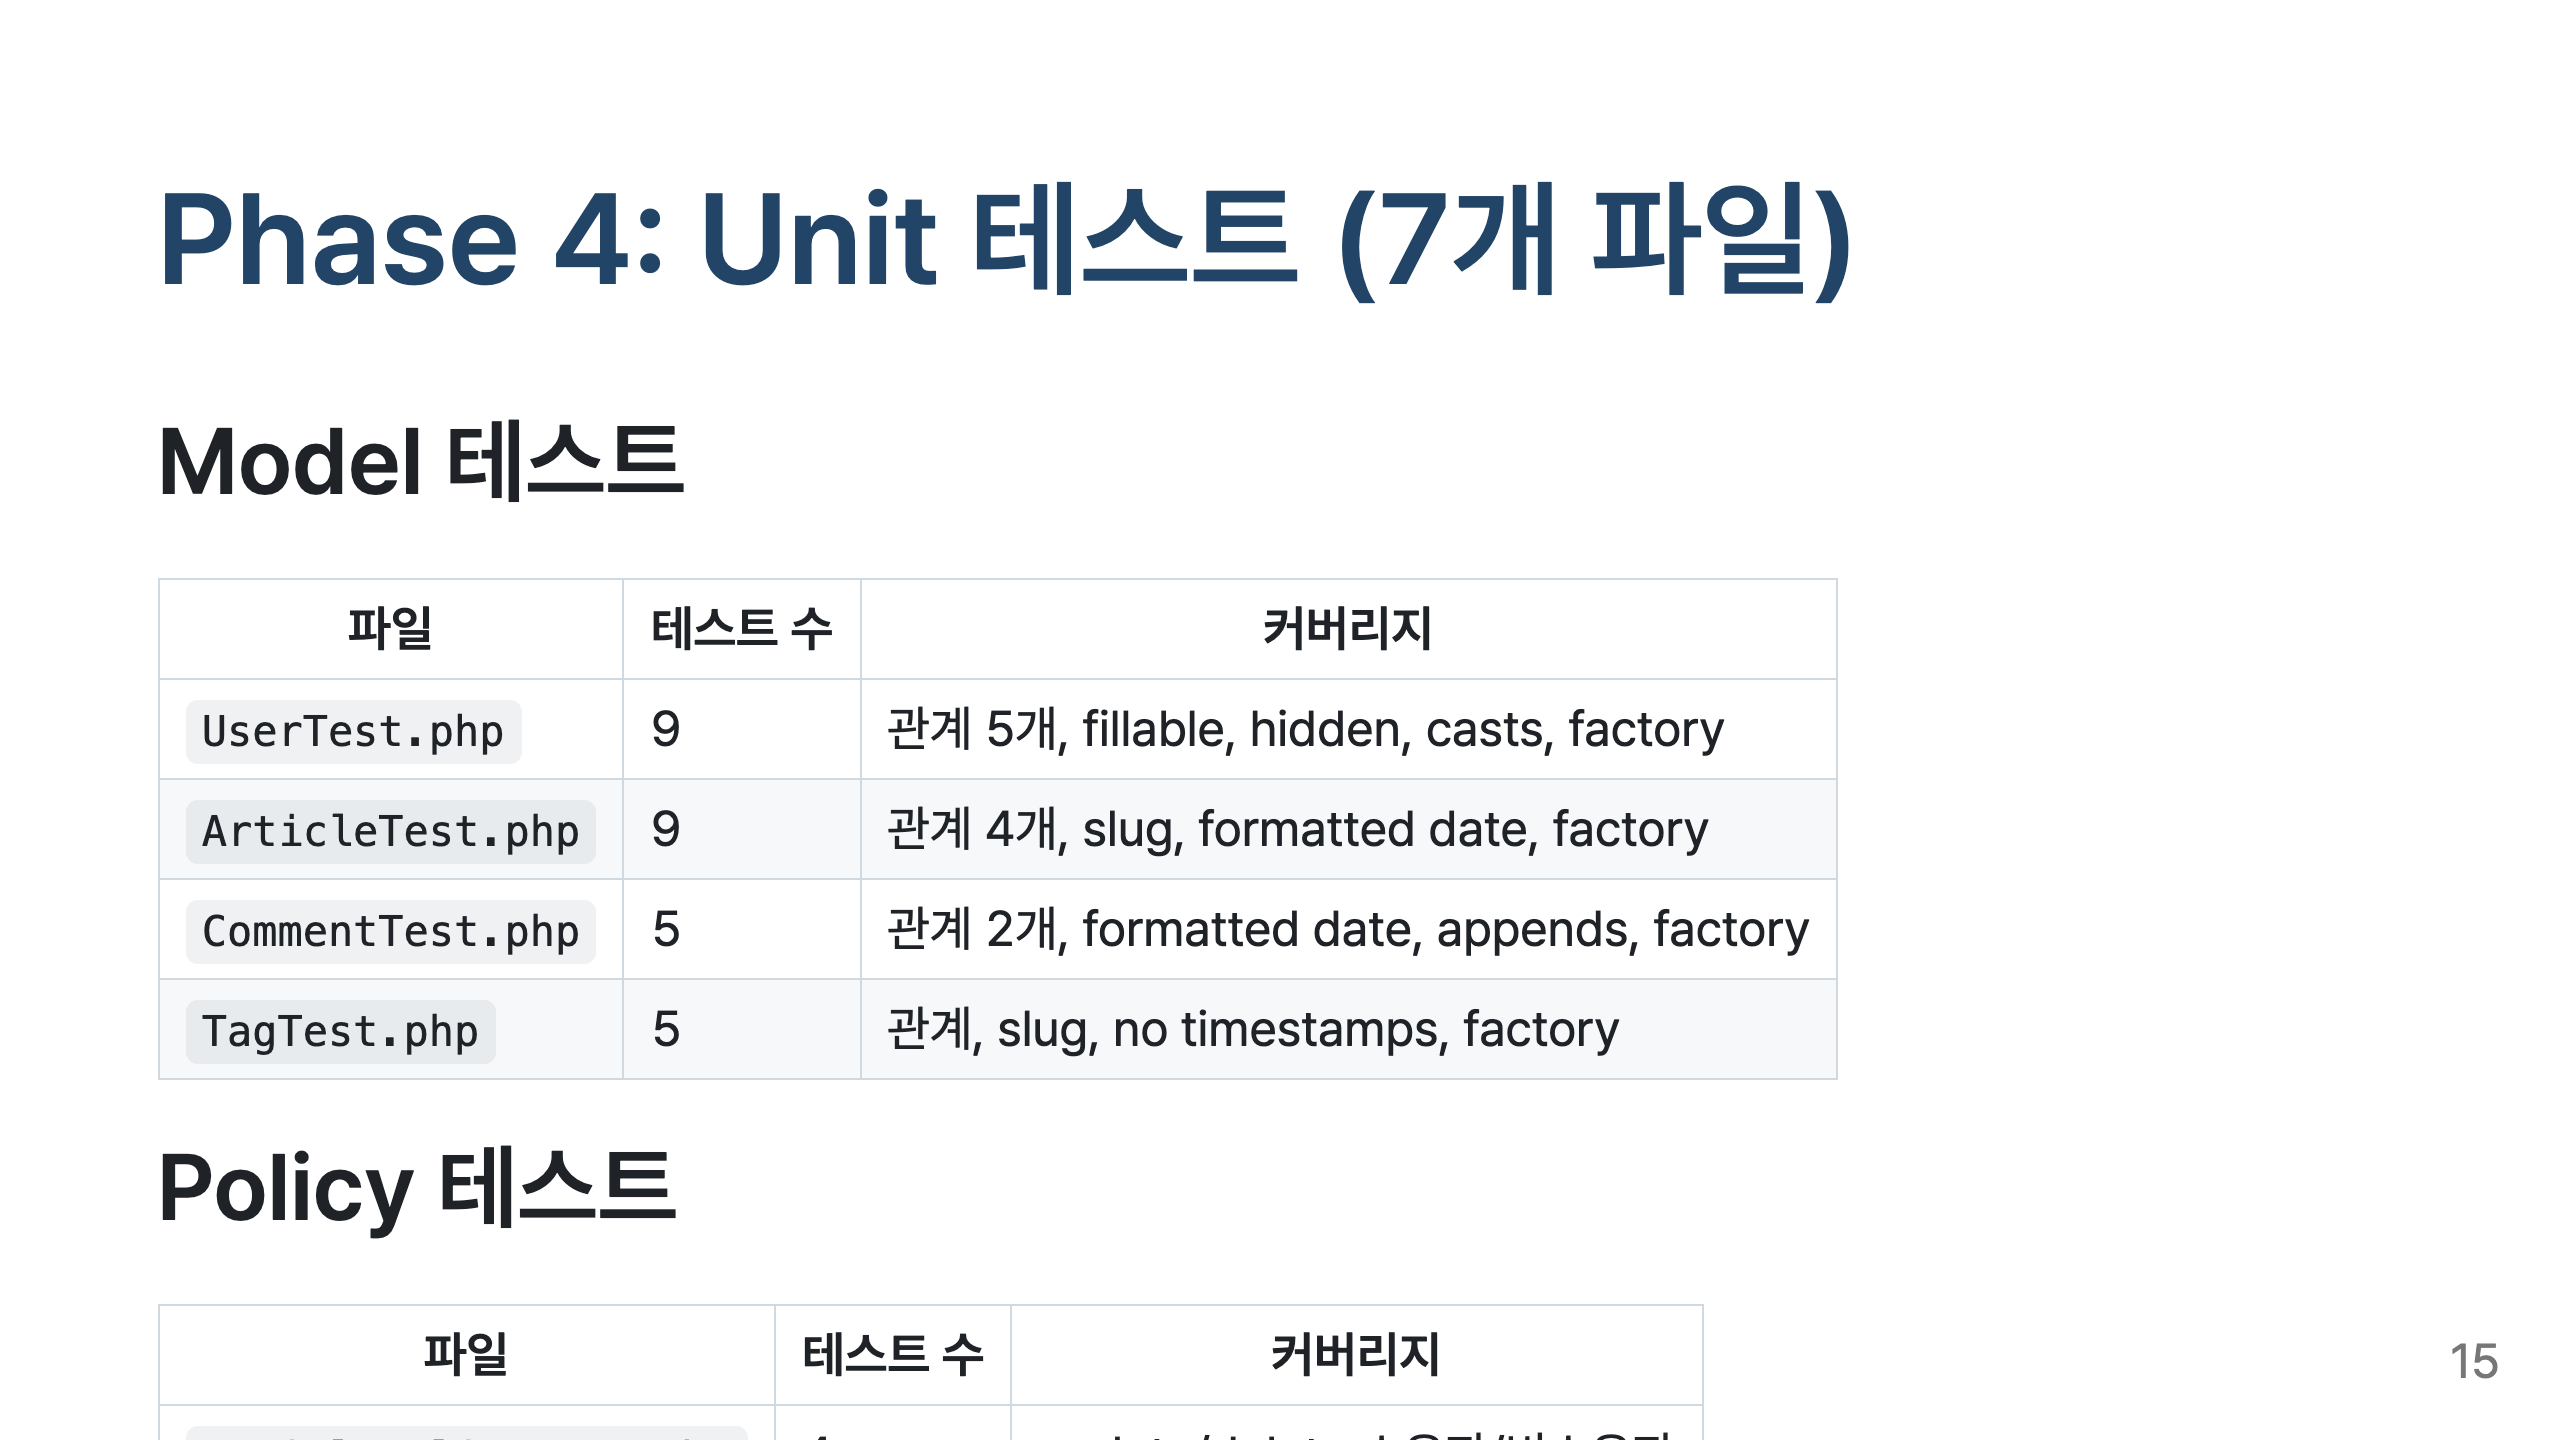 Phase 4: Unit 테스트 (7개 파일)
Model 테스트
파일 테스트 수 커버리지
UserTest.php 9 관계 5개, fillable, hidden, casts, factory
ArticleTest.php 9 관계 4개, slug, formatted date, factory
CommentTest.php 5 관계 2개, formatted date, appends, factory
TagTest.php 5 관계, slug, no timestamps, factory
Policy 테스트
파일 테스트 수 커버리지
15